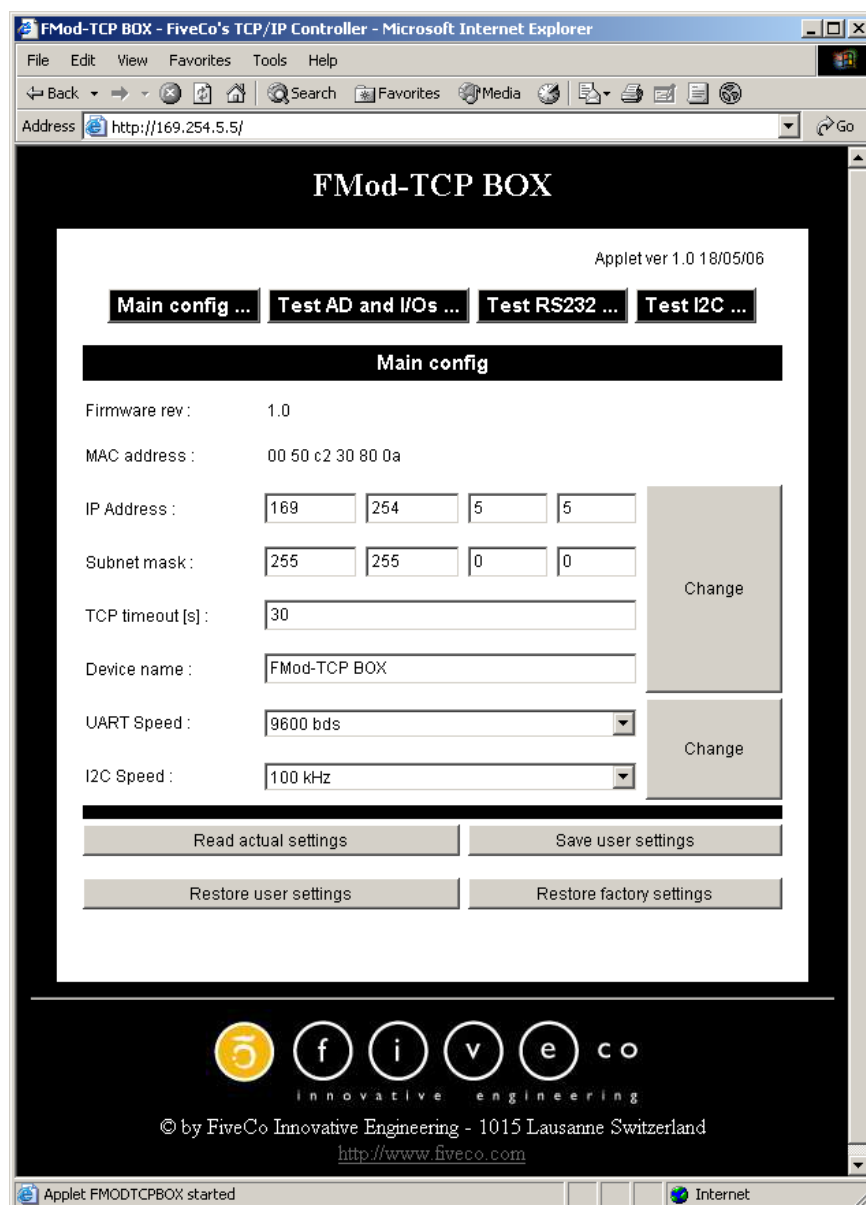 FMod-TCP BOX - FiveCo's TCP/IP Controller - Microsoft Internet Explorer
File Edit View Favorites Tools Help
Back Search Favorites Media
Address http://169.254.5.5/ Go
FMod-TCP BOX
Applet ver 1.0 18/05/06
Main config ... Test AD and I/Os ... Test RS232 ... Test I2C ...
Main config
Firmware rev : 1.0
MAC address : 00 50 c2 30 80 0a
IP Address : 169 254 5 5
Subnet mask : 255 255 0 0
Change
TCP timeout [s] : 30
Device name : FMod-TCP BOX
UART Speed : 9600 bds
Change
I2C Speed : 100 kHz
Read actual settings Save user settings
Restore user settings Restore factory settings
5 f i v e c o
innovative engineering
© by FiveCo Innovative Engineering - 1015 Lausanne Switzerland
http://www.fiveco.com
Applet FMODTCPBOX started Internet